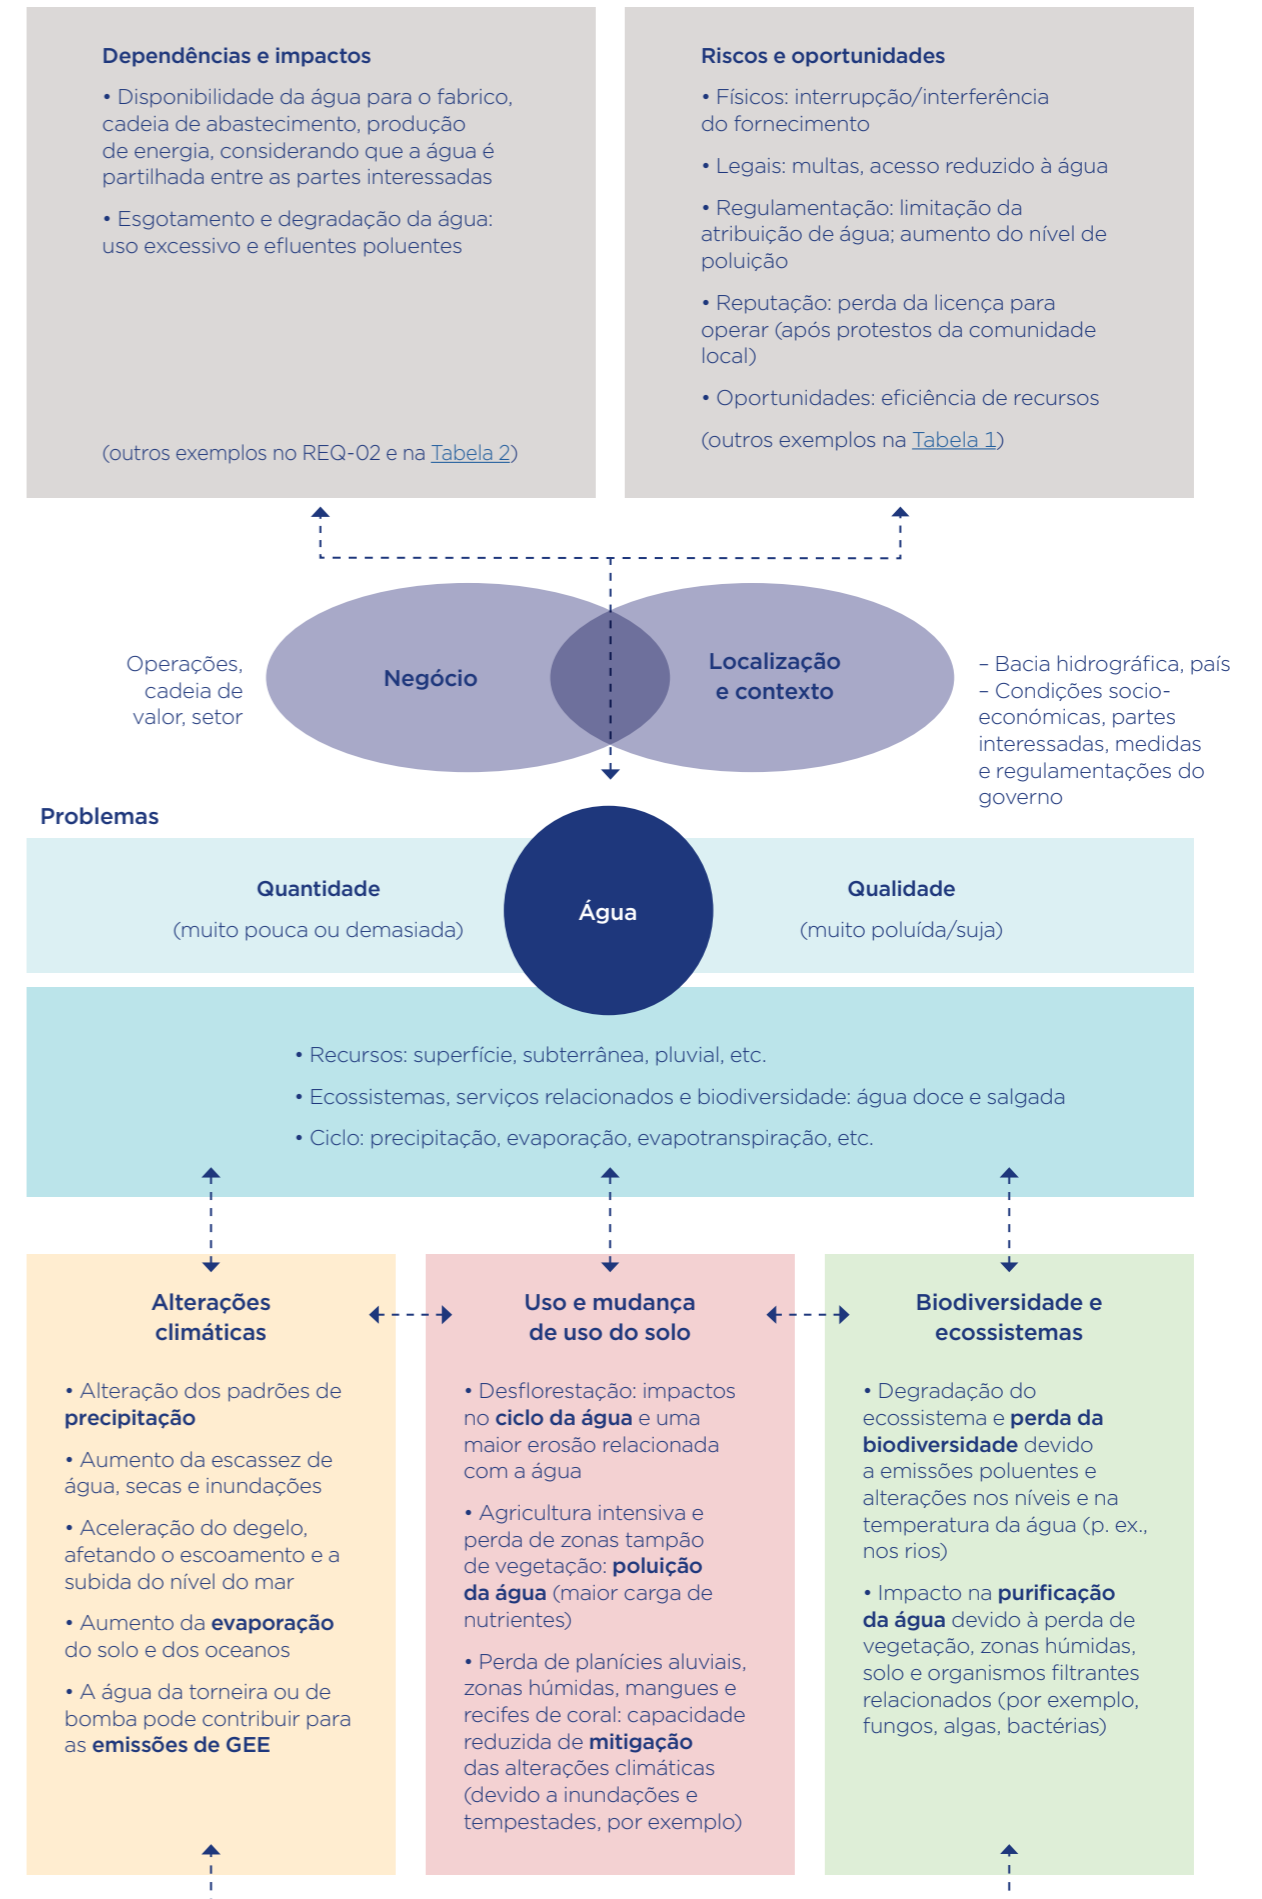 Dependências e impactos
• Disponibilidade da água para o fabrico,
cadeia de abastecimento, produção
de energia, considerando que a água é
partilhada entre as partes interessadas
• Esgotamento e degradação da água:
uso excessivo e efluentes poluentes
(outros exemplos no REQ-02 e na Tabela 2)
Riscos e oportunidades
• Físicos: interrupção/interferência
do fornecimento
• Legais: multas, acesso reduzido à água
• Regulamentação: limitação da
atribuição de água; aumento do nível de
poluição
• Reputação: perda da licença para
operar (após protestos da comunidade
local)
• Oportunidades: eficiência de recursos
(outros exemplos na Tabela 1)
Operações,
cadeia de
valor, setor
Negócio
Localização
e contexto
– Bacia hidrográfica, país
– Condições socio-
económicas, partes
interessadas, medidas
e regulamentações do
governo
Problemas
Quantidade
(muito pouca ou demasiada)
Água
Qualidade
(muito poluída/suja)
• Recursos: superfície, subterrânea, pluvial, etc.
• Ecossistemas, serviços relacionados e biodiversidade: água doce e salgada
• Ciclo: precipitação, evaporação, evapotranspiração, etc.
Alterações
climáticas
• Alteração dos padrões de
precipitação
• Aumento da escassez de
água, secas e inundações
• Aceleração do degelo,
afetando o escoamento e a
subida do nível do mar
• Aumento da evaporação
do solo e dos oceanos
• A água da torneira ou de
bomba pode contribuir para
as emissões de GEE
Uso e mudança
de uso do solo
• Desflorestação: impactos
no ciclo da água e uma
maior erosão relacionada
com a água
• Agricultura intensiva e
perda de zonas tampão
de vegetação: poluição
da água (maior carga de
nutrientes)
• Perda de planícies aluviais,
zonas húmidas, mangues e
recifes de coral: capacidade
reduzida de mitigação
das alterações climáticas
(devido a inundações e
tempestades, por exemplo)
Biodiversidade e
ecossistemas
• Degradação do
ecossistema e perda da
biodiversidade devido
a emissões poluentes e
alterações nos níveis e na
temperatura da água (p. ex.,
nos rios)
• Impacto na purificação
da água devido à perda de
vegetação, zonas húmidas,
solo e organismos filtrantes
relacionados (por exemplo,
fungos, algas, bactérias)